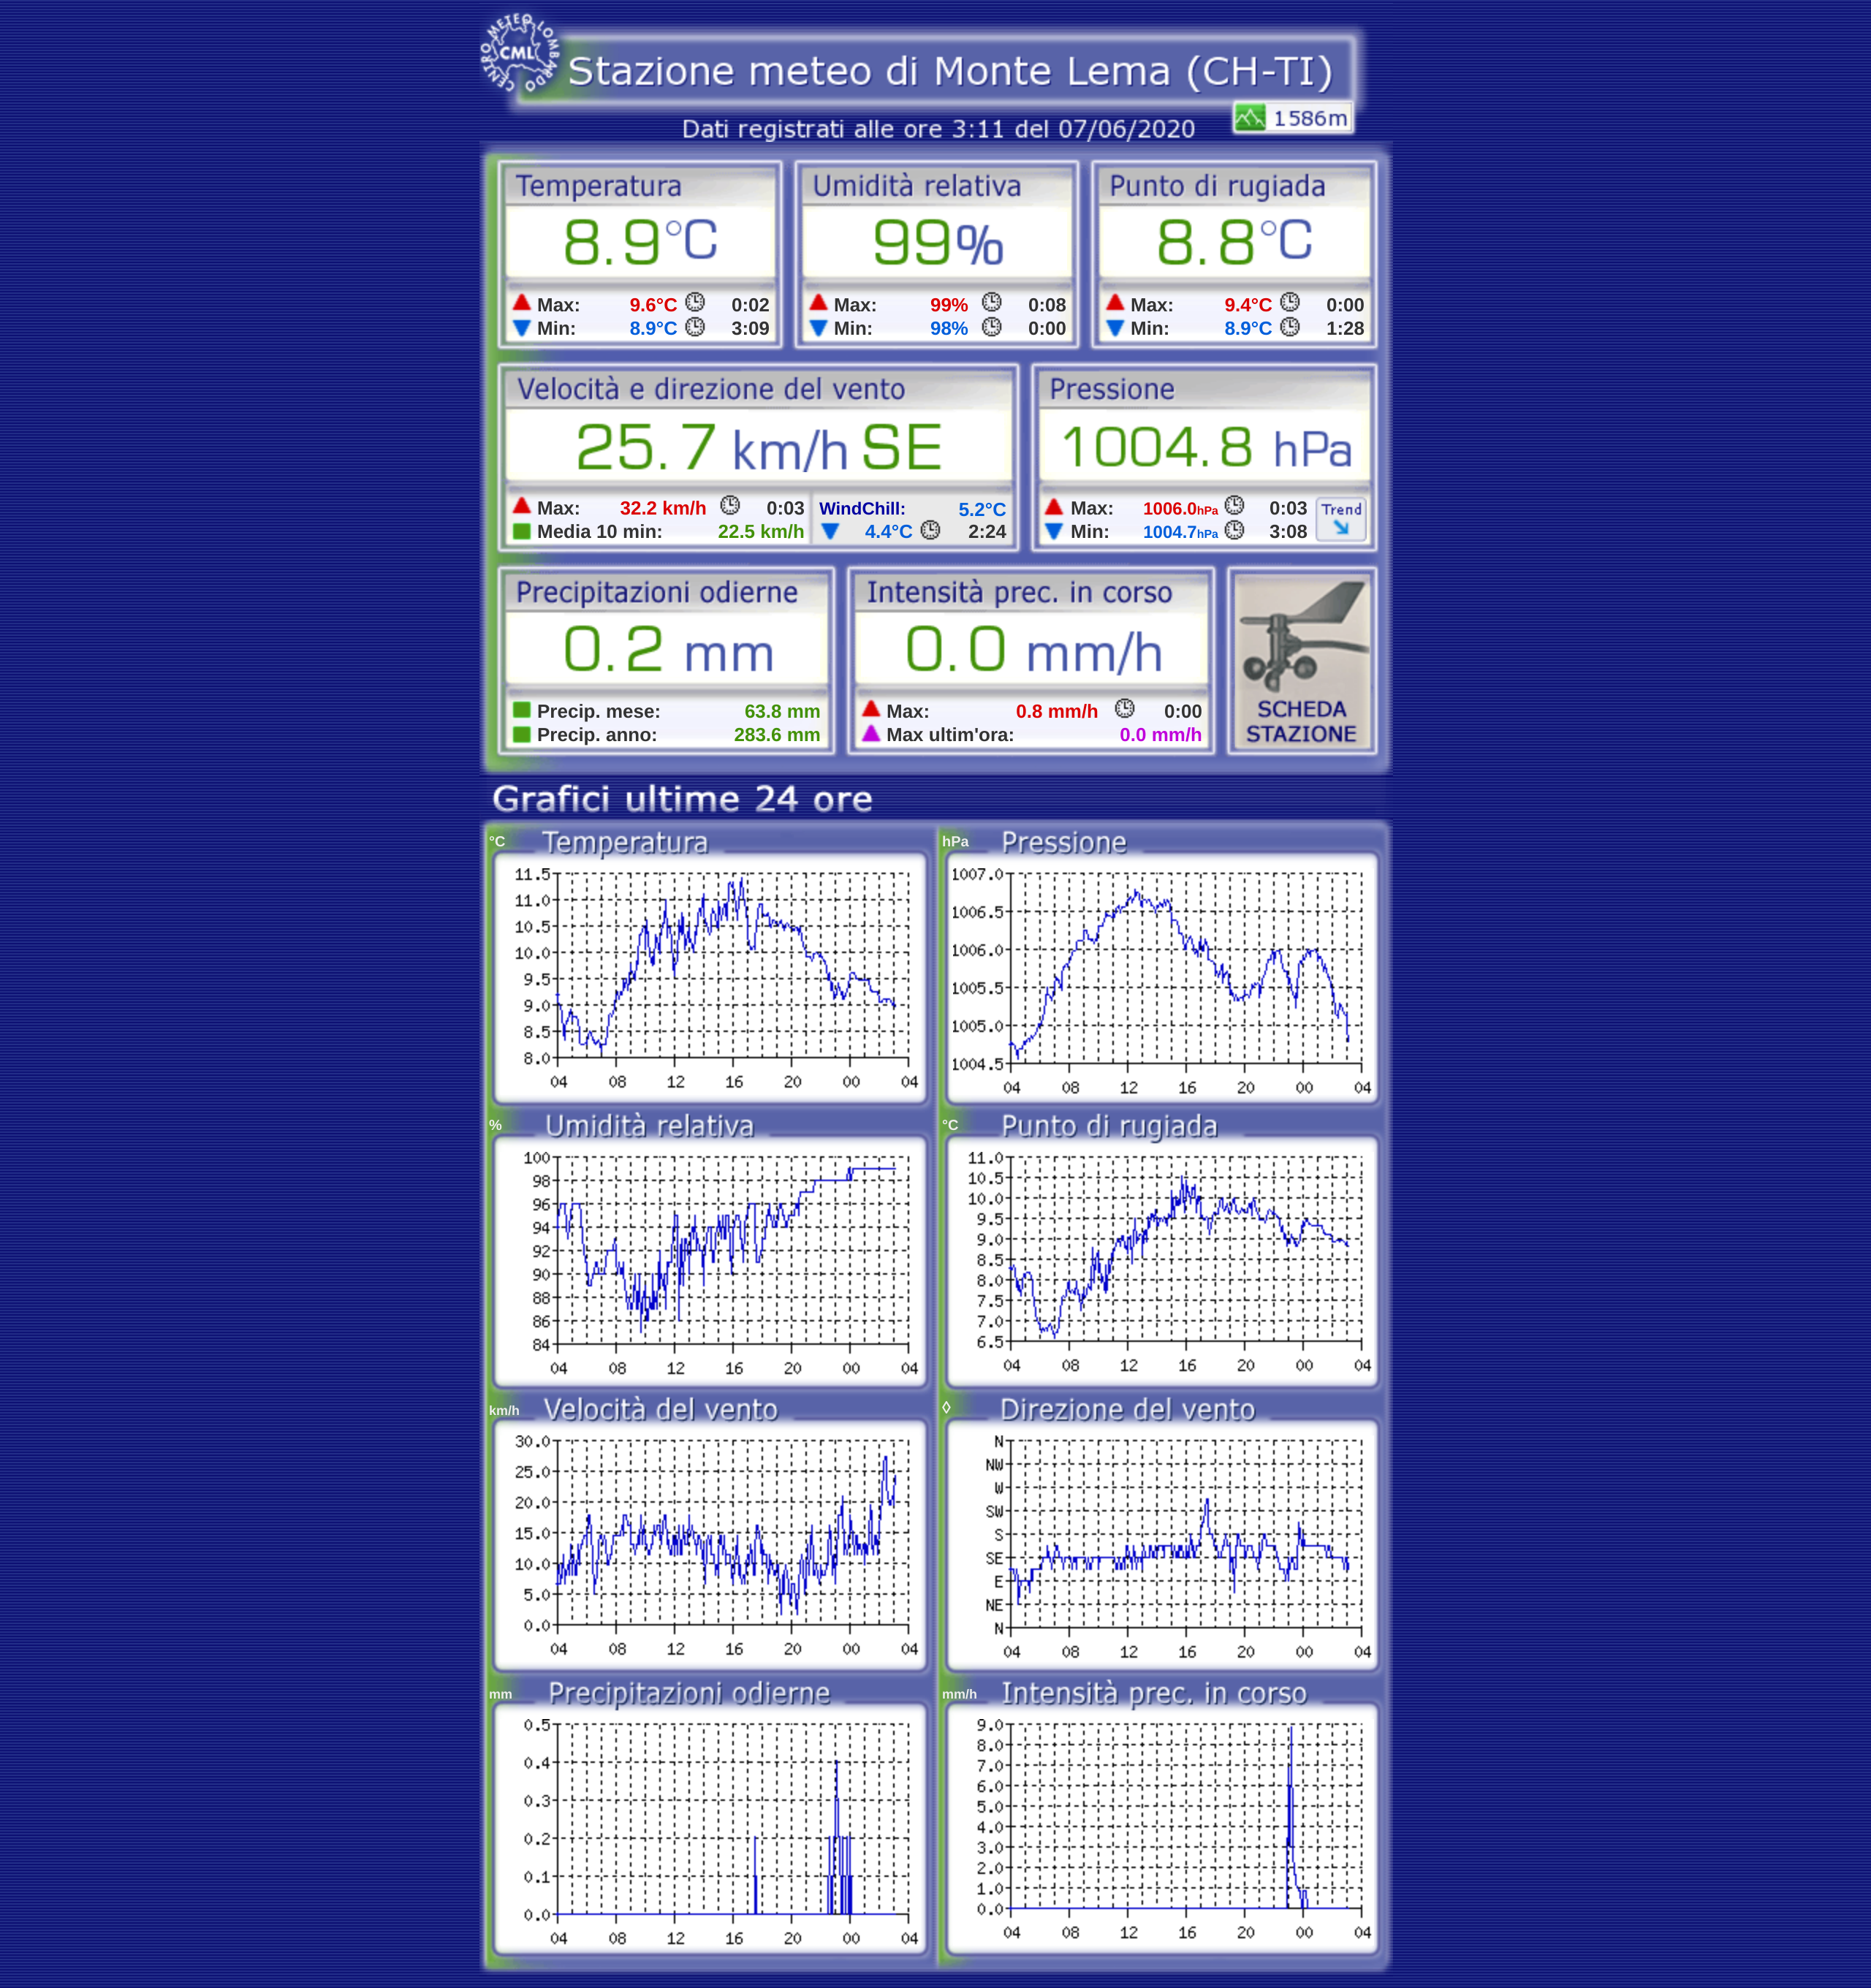 CENTRO METEO LOMBARDO
CML
Stazione meteo di Monte Lema (CH-TI)
1586m
Dati registrati alle ore 3:11 del 07/06/2020
Temperatura
8.9°C
Max: 9.6°C 0:02
Min: 8.9°C 3:09
Umidità relativa
99%
Max: 99% 0:08
Min: 98% 0:00
Punto di rugiada
8.8°C
Max: 9.4°C 0:00
Min: 8.9°C 1:28
Velocità e direzione del vento
25.7 km/h SE
Max: 32.2 km/h 0:03
Media 10 min: 22.5 km/h
WindChill: 5.2°C
4.4°C 2:24
Pressione
1004.8 hPa
Max: 1006.0hPa 0:03
Min: 1004.7hPa 3:08
Trend
Precipitazioni odierne
0.2 mm
Precip. mese: 63.8 mm
Precip. anno: 283.6 mm
Intensità prec. in corso
0.0 mm/h
Max: 0.8 mm/h 0:00
Max ultim'ora: 0.0 mm/h
SCHEDA
STAZIONE
Grafici ultime 24 ore
°C Temperatura
11.5
11.0
10.5
10.0
9.5
9.0
8.5
8.0
04 08 12 16 20 00 04
hPa Pressione
1007.0
1006.5
1006.0
1005.5
1005.0
1004.5
04 08 12 16 20 00 04
% Umidità relativa
100
98
96
94
92
90
88
86
84
04 08 12 16 20 00 04
°C Punto di rugiada
11.0
10.5
10.0
9.5
9.0
8.5
8.0
7.5
7.0
6.5
04 08 12 16 20 00 04
km/h Velocità del vento
30.0
25.0
20.0
15.0
10.0
5.0
0.0
04 08 12 16 20 00 04
◊ Direzione del vento
N
NW
W
SW
S
SE
E
NE
N
04 08 12 16 20 00 04
mm Precipitazioni odierne
0.5
0.4
0.3
0.2
0.1
0.0
04 08 12 16 20 00 04
mm/h Intensità prec. in corso
9.0
8.0
7.0
6.0
5.0
4.0
3.0
2.0
1.0
0.0
04 08 12 16 20 00 04